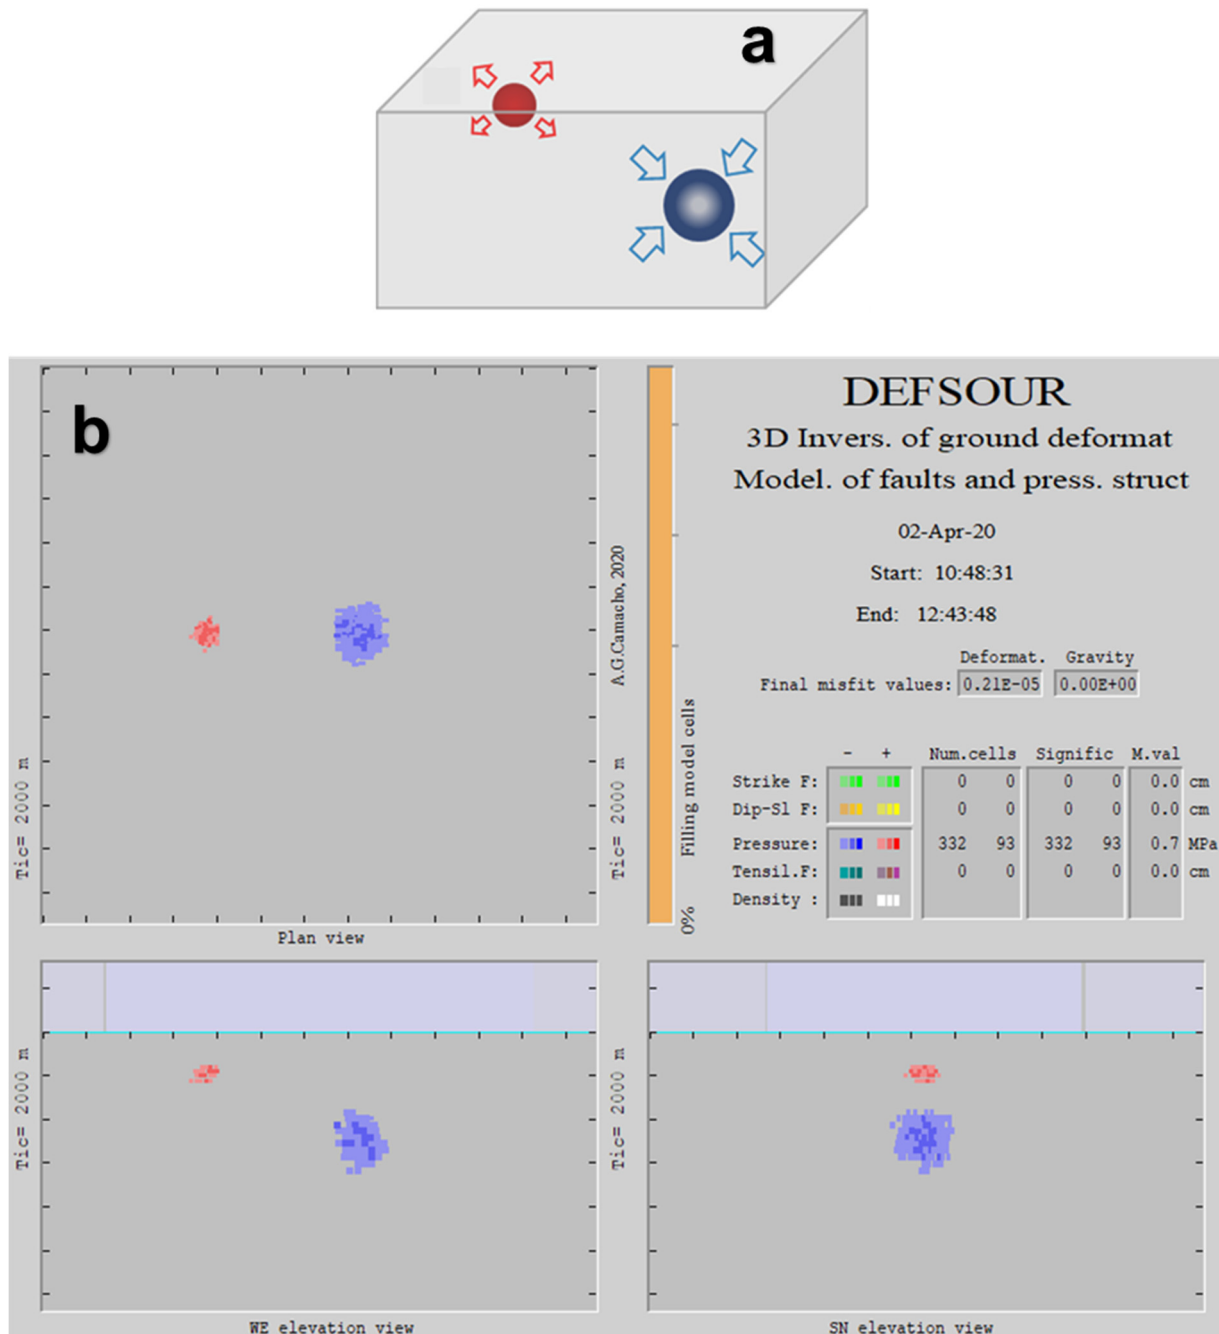 a
b
DEFSOUR
3D Invers. of ground deformat
Model. of faults and press. struct
02-Apr-20
Start: 10:48:31
End: 12:43:48
Deformat. Gravity
Final misfit values: 0.21E-05 0.00E+00
- + Num.cells Signific M.val
Strike F: 0 0 0 0 0.0 cm
Dip-Sl F: 0 0 0 0 0.0 cm
Pressure: 332 93 332 93 0.7 MPa
Tensil.F: 0 0 0 0 0.0 cm
Density :
A.G.Camacho, 2020
0% Filling model cells
Tic= 2000 m
Tic= 2000 m
Plan view
Tic= 2000 m
Tic= 2000 m
WE elevation view
SN elevation view